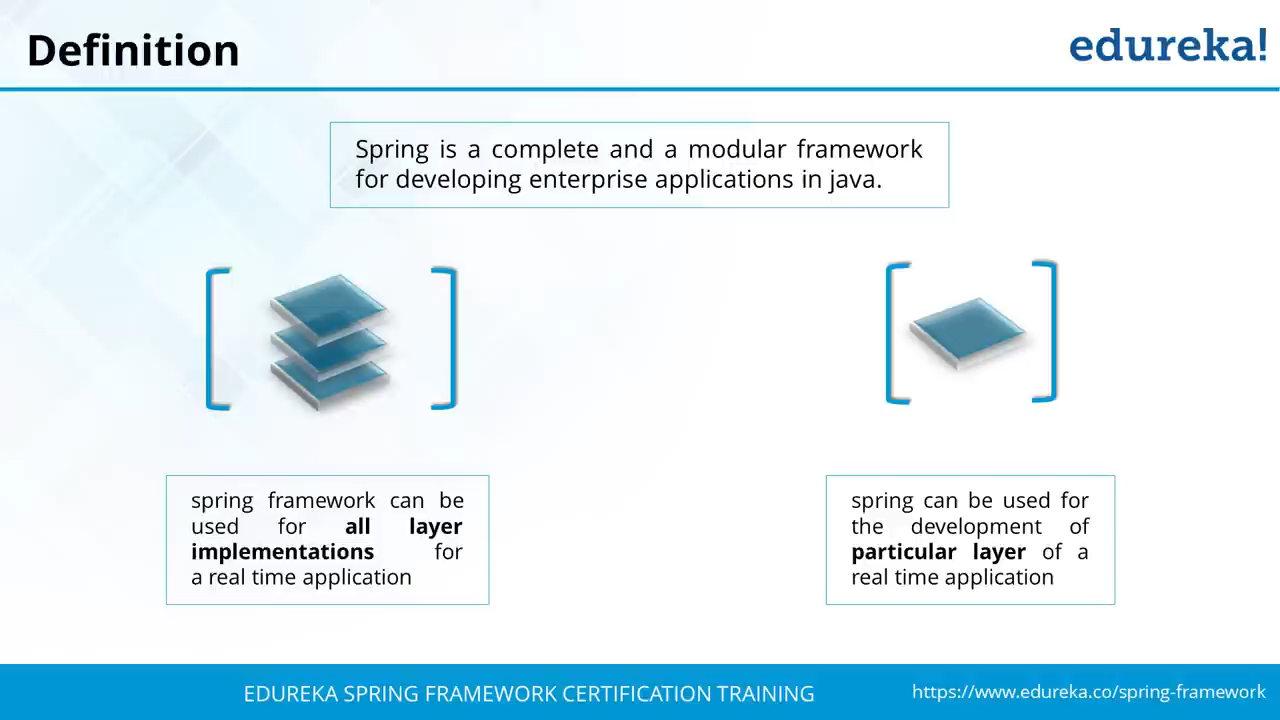 Definition
edureka!
Spring is a complete and a modular framework
for developing enterprise applications in java.
spring framework can be
used for all layer
implementations for
a real time application
spring can be used for
the development of
particular layer of a
real time application
EDUREKA SPRING FRAMEWORK CERTIFICATION TRAINING
https://www.edureka.co/spring-framework